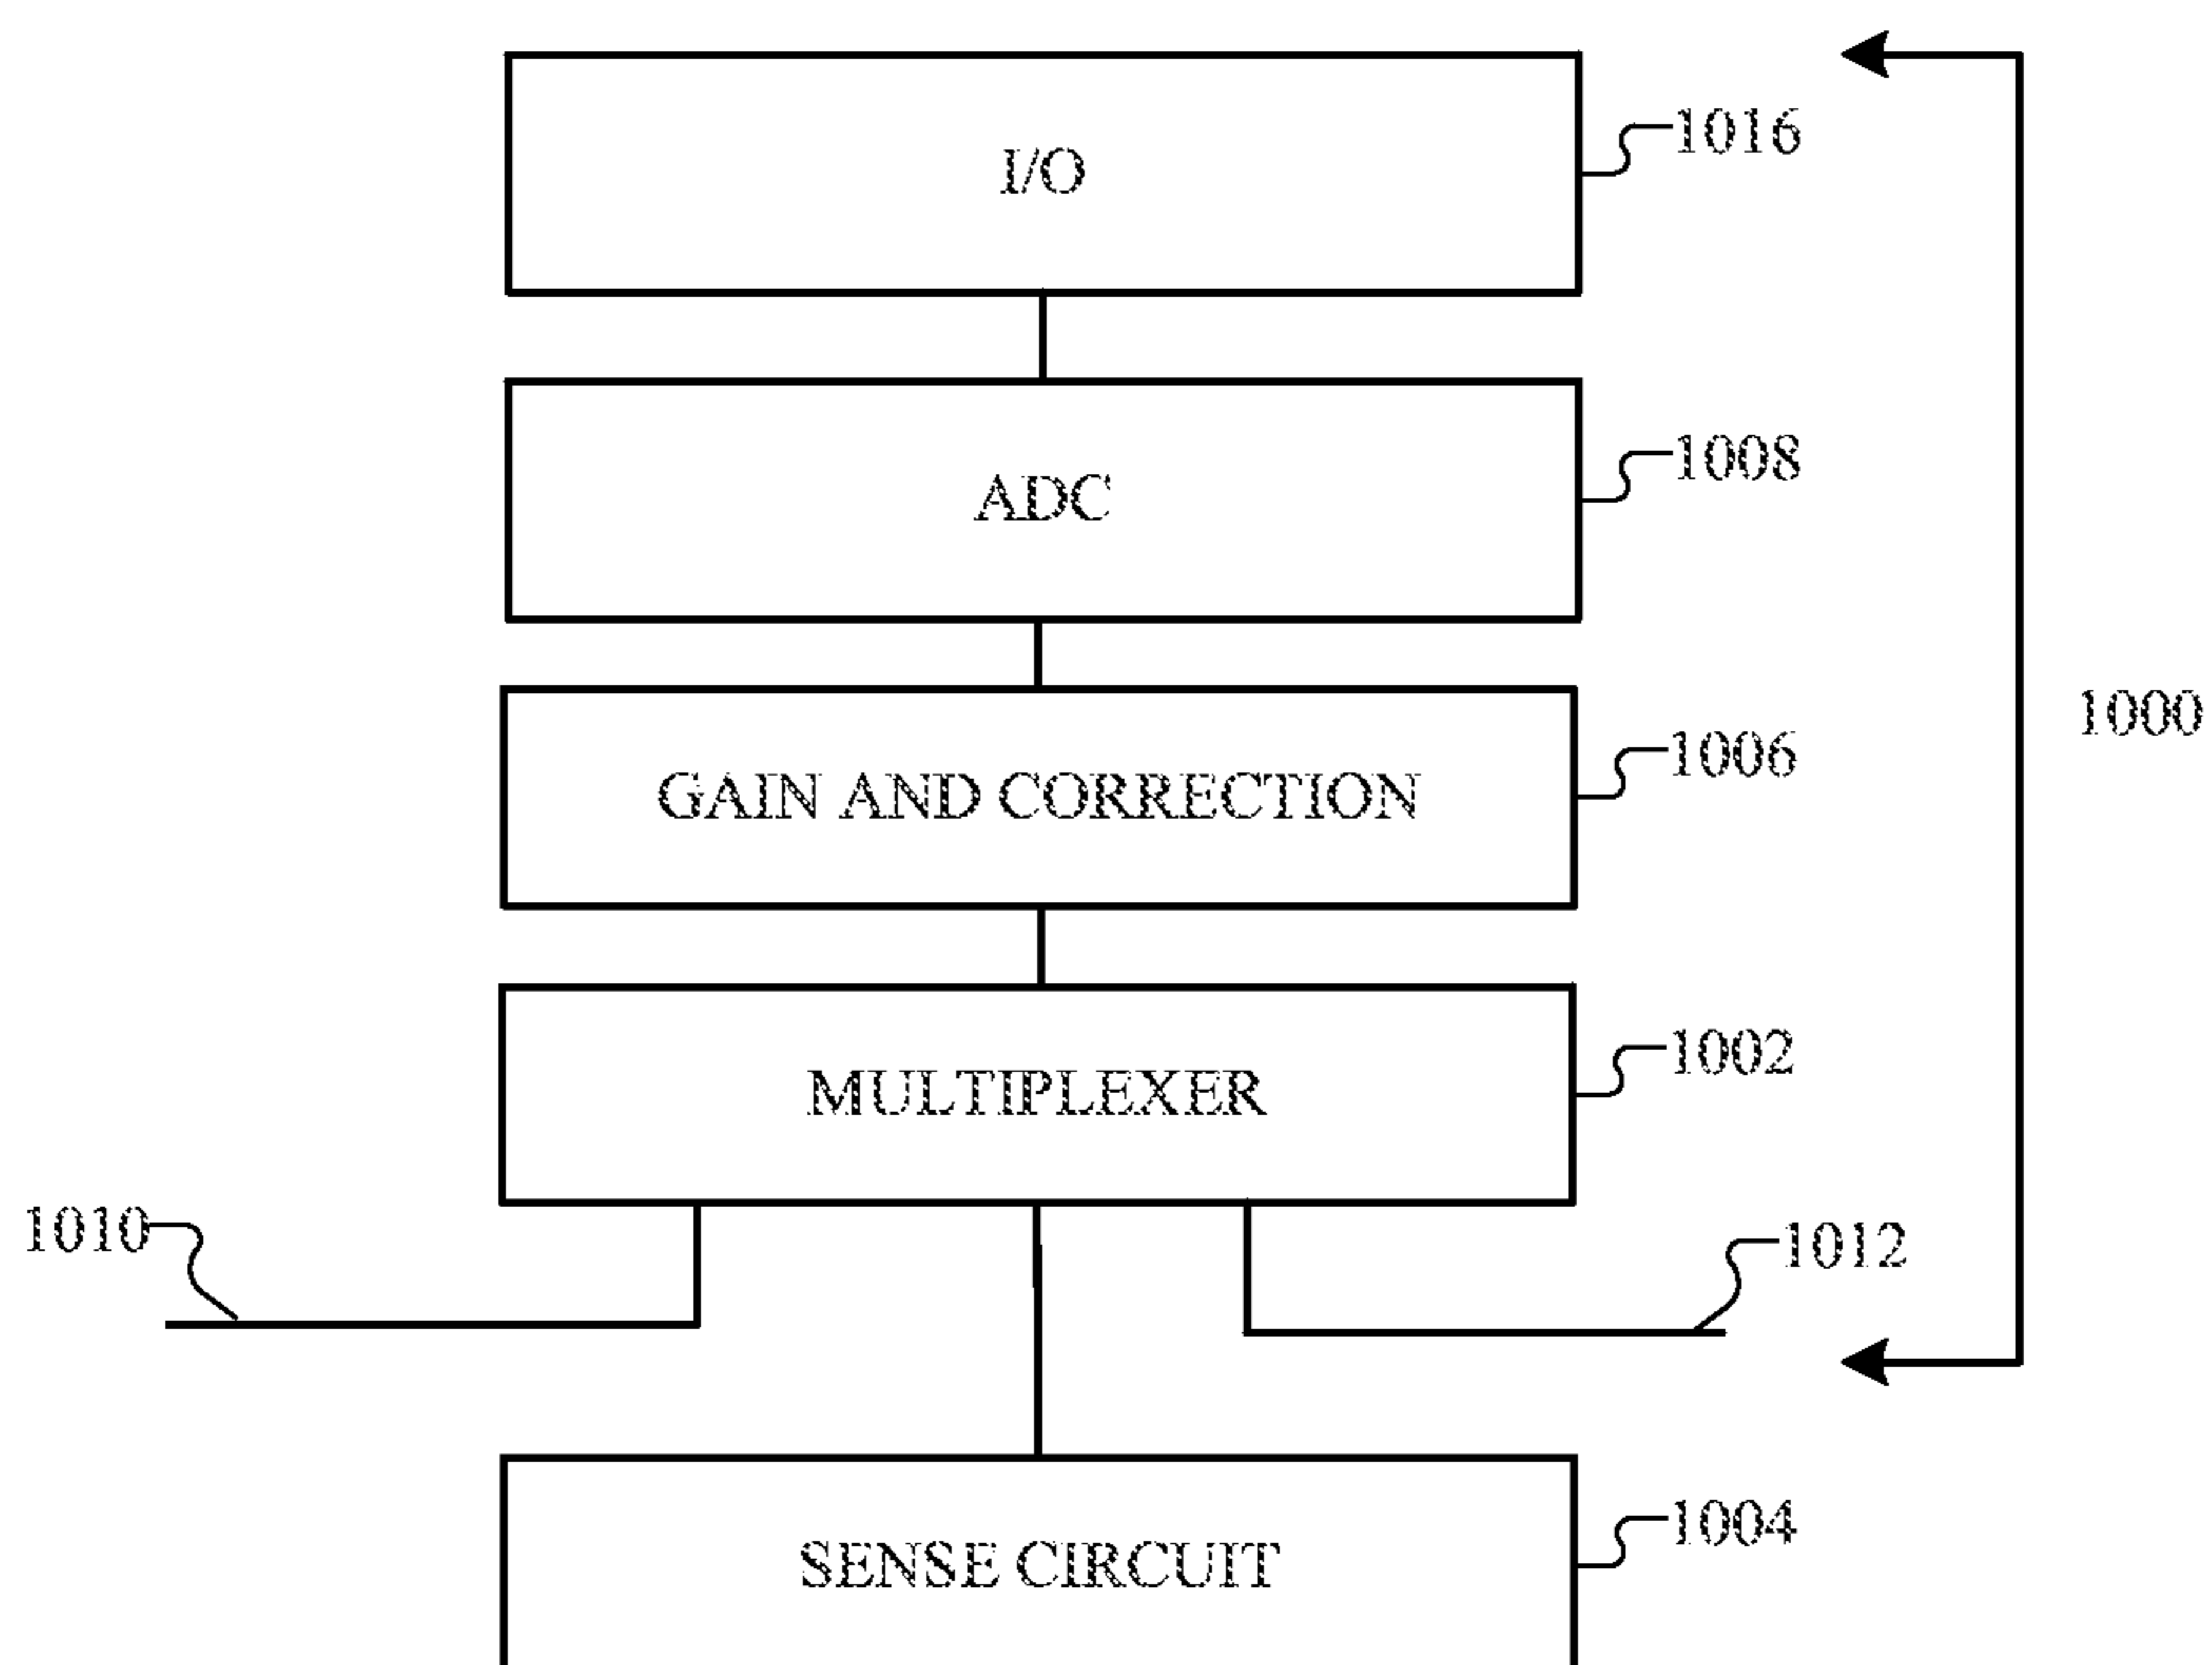 1016
I/O
1008
ADC
1000
1006
GAIN AND CORRECTION
1002
MULTIPLEXER
1010
1012
1004
SENSE CIRCUIT